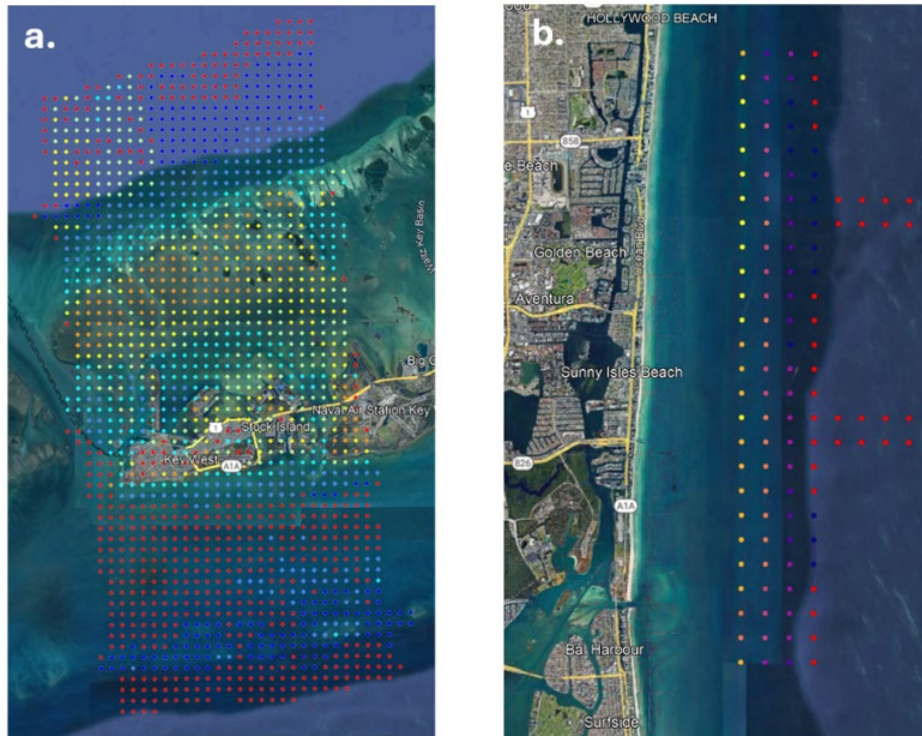 a.
Waltz Key Basin
Big C
Naval Air Station Key
1
Stock Island
Key West
A1A
b.
HOLLYWOOD BEACH
1
858
e Beach
Golden Beach
Ocean Blvd
Aventura
Sunny Isles Beach
826
A1A
Bal Harbour
Surfside